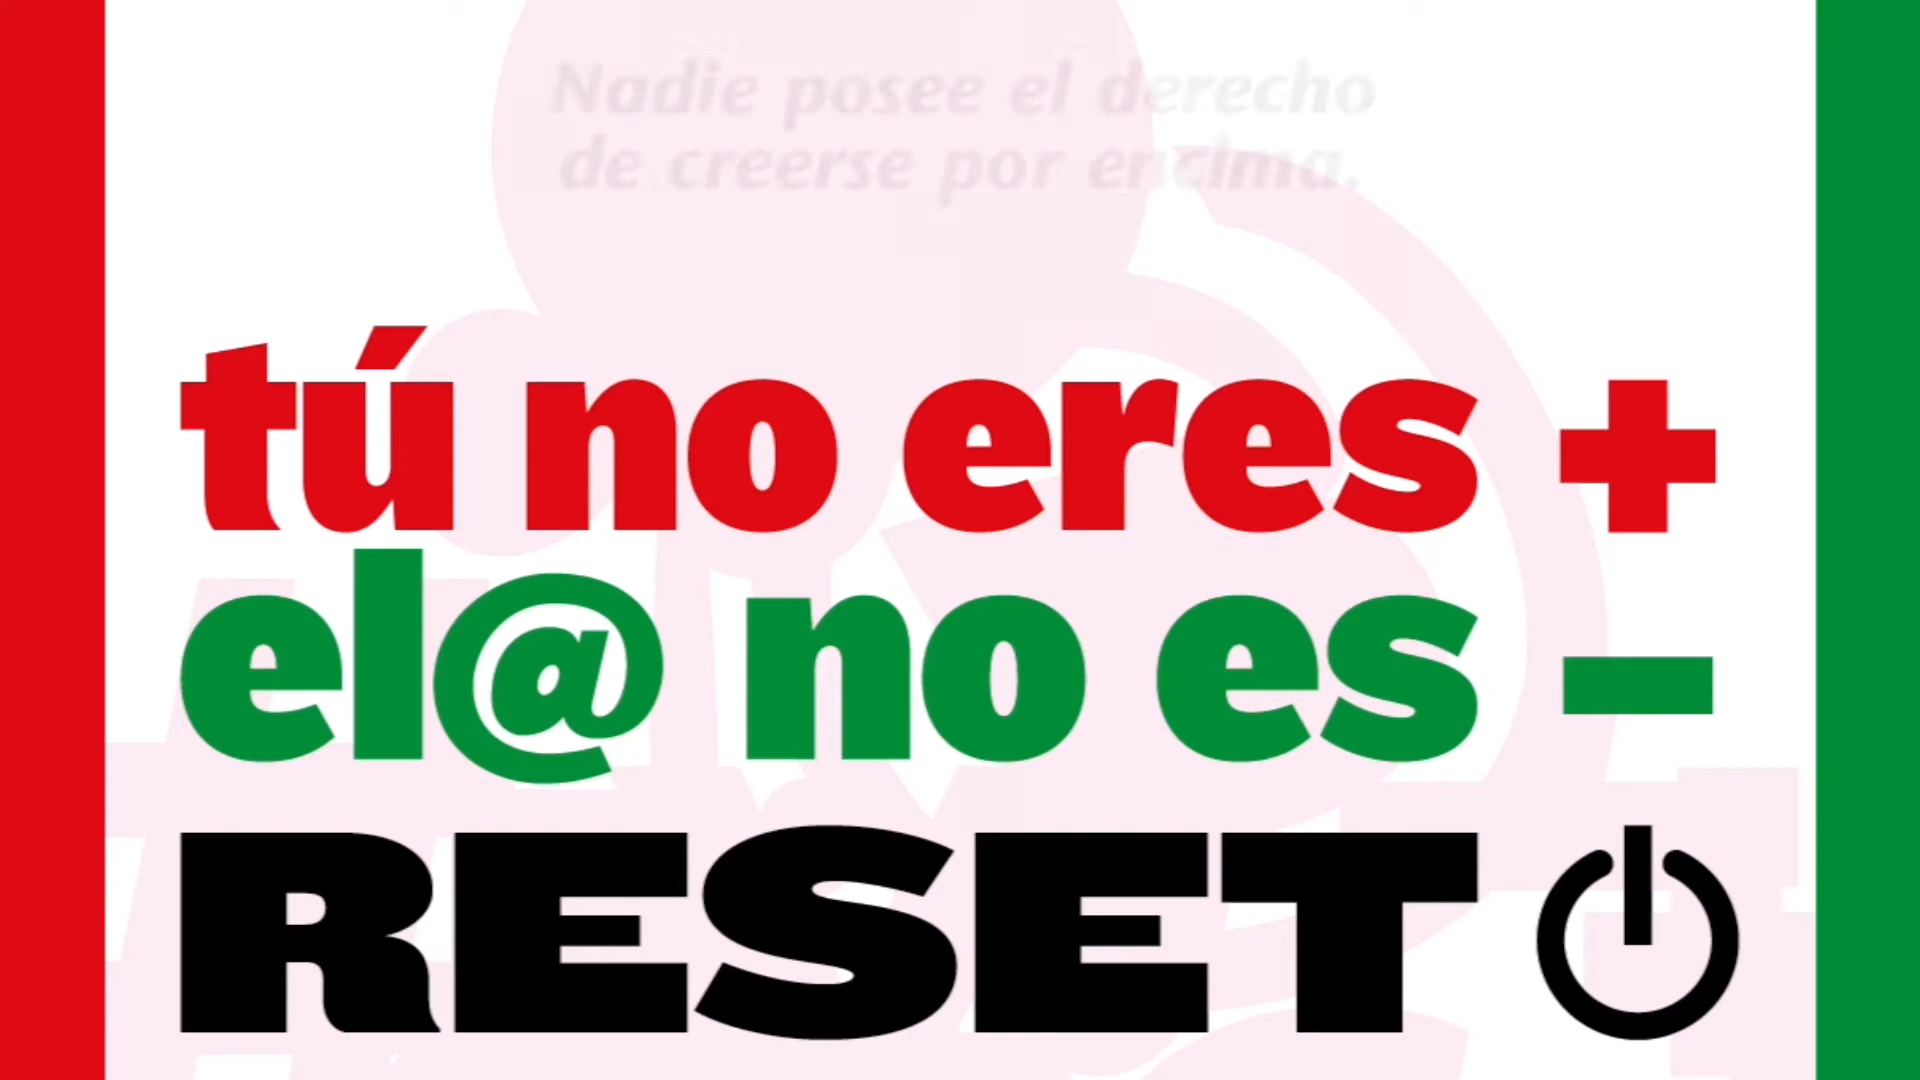 Nadie posee el derecho
de creerse por encima.
tú no eres +
el@ no es –
RESET